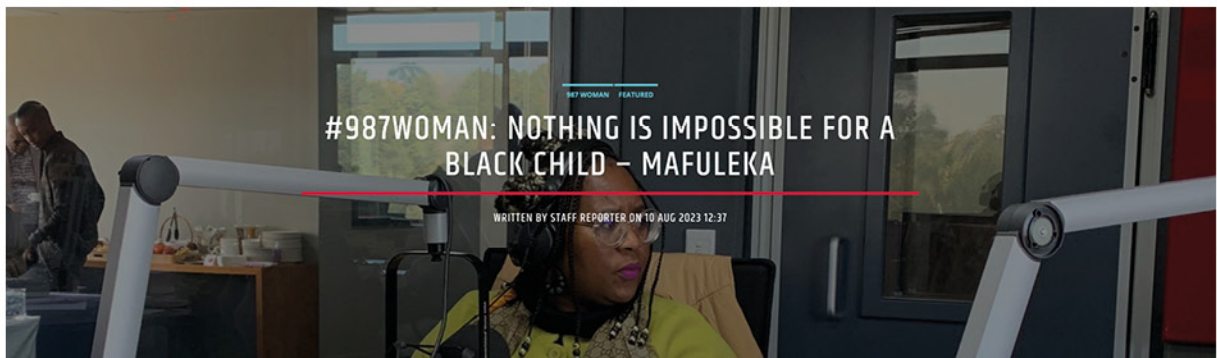 987 WOMAN FEATURED
#987WOMAN: NOTHING IS IMPOSSIBLE FOR A
BLACK CHILD – MAFULEKA
WRITTEN BY STAFF REPORTER ON 10 AUG 2023 12:37